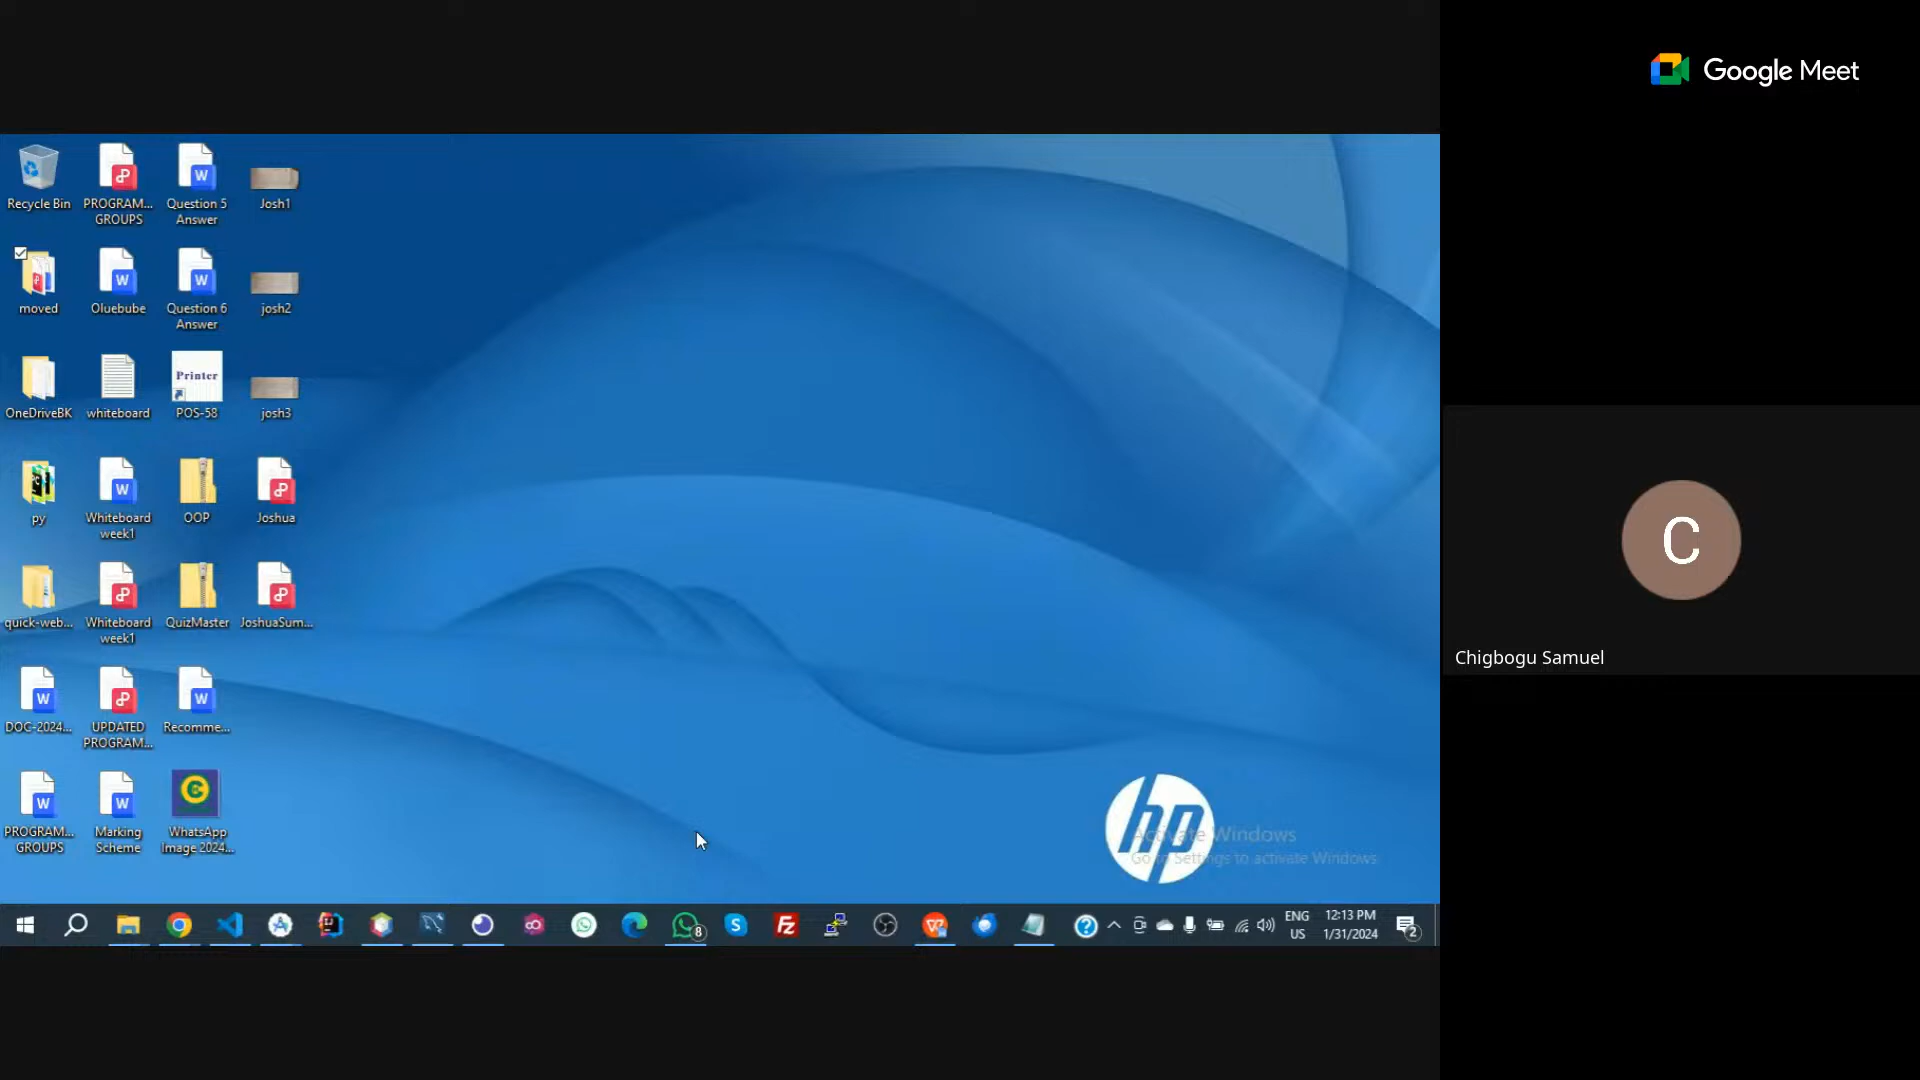 Google Meet
Recycle Bin
PROGRAM...
GROUPS
Question 5
Answer
Josh1
moved
Oluebube
Question 6
Answer
josh2
OneDriveBK
whiteboard
Printer
POS-58
josh3
py
Whiteboard
week1
OOP
Joshua
quick-web...
Whiteboard
week1
QuizMaster
JoshuaSum...
DOC-2024...
UPDATED
PROGRAM...
Recomme...
PROGRAM...
GROUPS
Marking
Scheme
WhatsApp
Image 2024...
hp
Activate Windows
Go to Settings to activate Windows.
8
ENG
US
12:13 PM
1/31/2024
2
C
Chigbogu Samuel